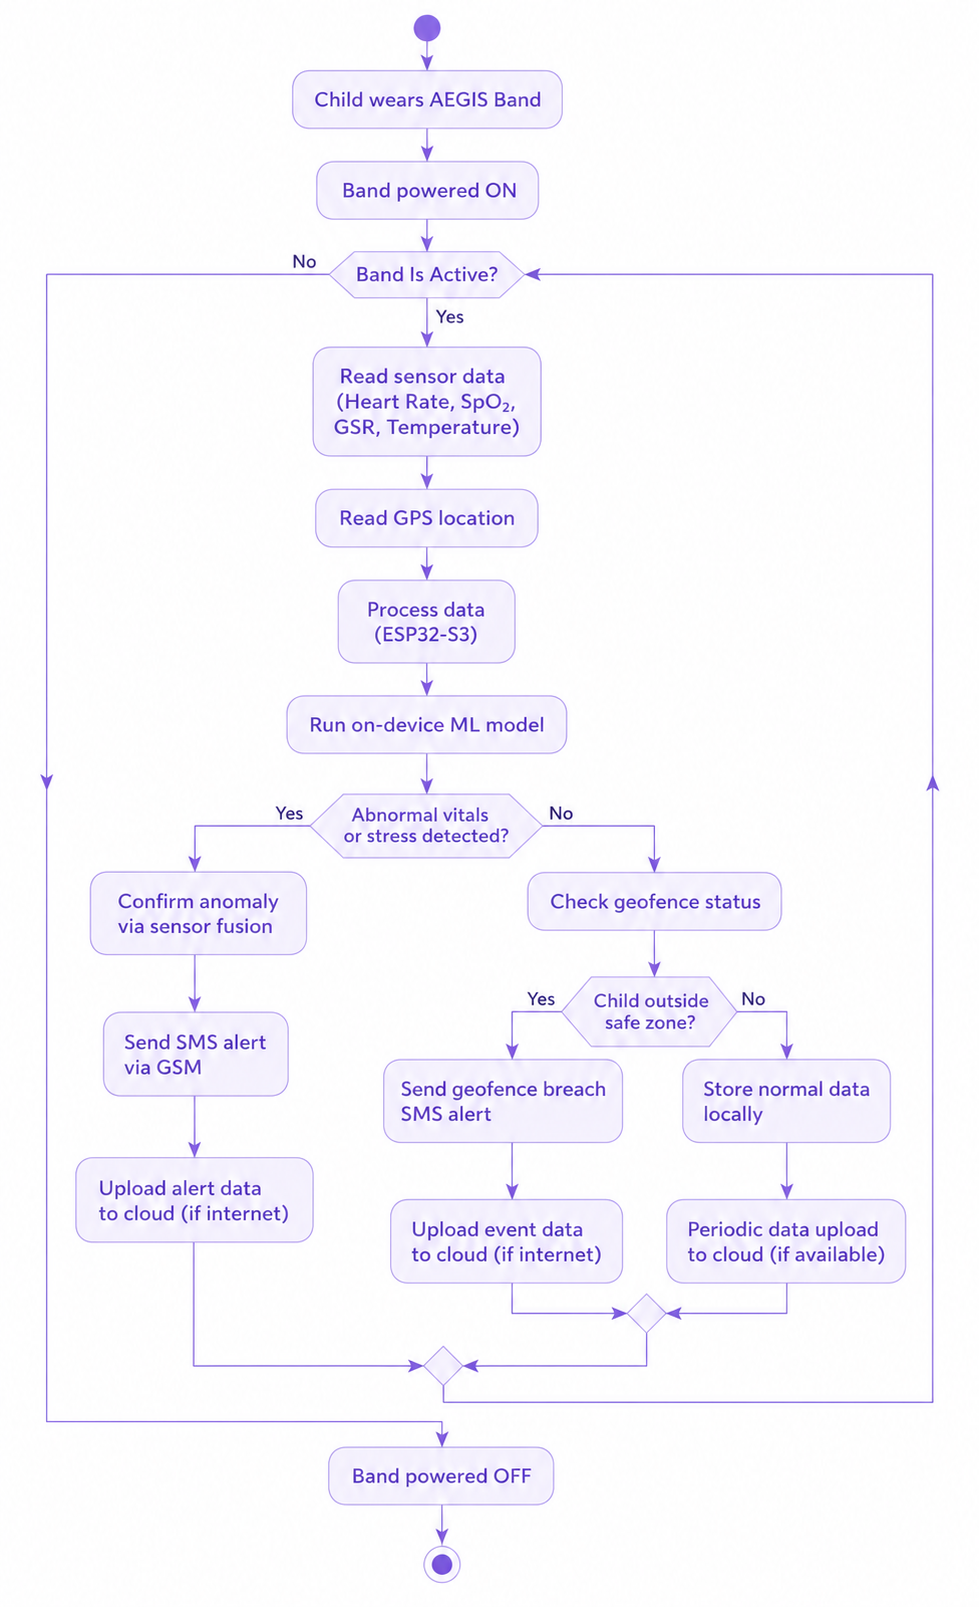 Child wears AEGIS Band
Band powered ON
No
Band Is Active?
Yes
Read sensor data
(Heart Rate, SpO₂,
GSR, Temperature)
Read GPS location
Process data
(ESP32-S3)
Run on-device ML model
Yes
Abnormal vitals
or stress detected?
No
Confirm anomaly
via sensor fusion
Send SMS alert
via GSM
Upload alert data
to cloud (if internet)
Check geofence status
Yes
Child outside
safe zone?
No
Send geofence breach
SMS alert
Upload event data
to cloud (if internet)
Store normal data
locally
Periodic data upload
to cloud (if available)
Band powered OFF